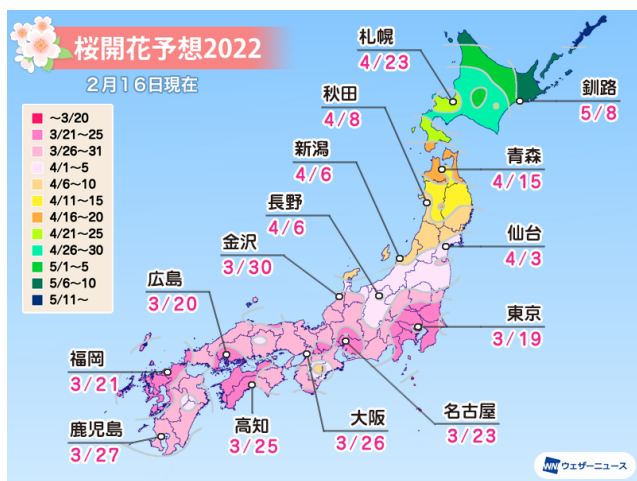 桜開花予想2022
2月16日現在
~3/20
3/21~25
3/26~31
4/1~5
4/6~10
4/11~15
4/16~20
4/21~25
4/26~30
5/1~5
5/6~10
5/11~
札幌
4/23
釧路
5/8
秋田
4/8
青森
4/15
新潟
4/6
長野
4/6
仙台
4/3
金沢
3/30
広島
3/20
東京
3/19
福岡
3/21
鹿児島
3/27
高知
3/25
大阪
3/26
名古屋
3/23
WNI ウェザーニュース